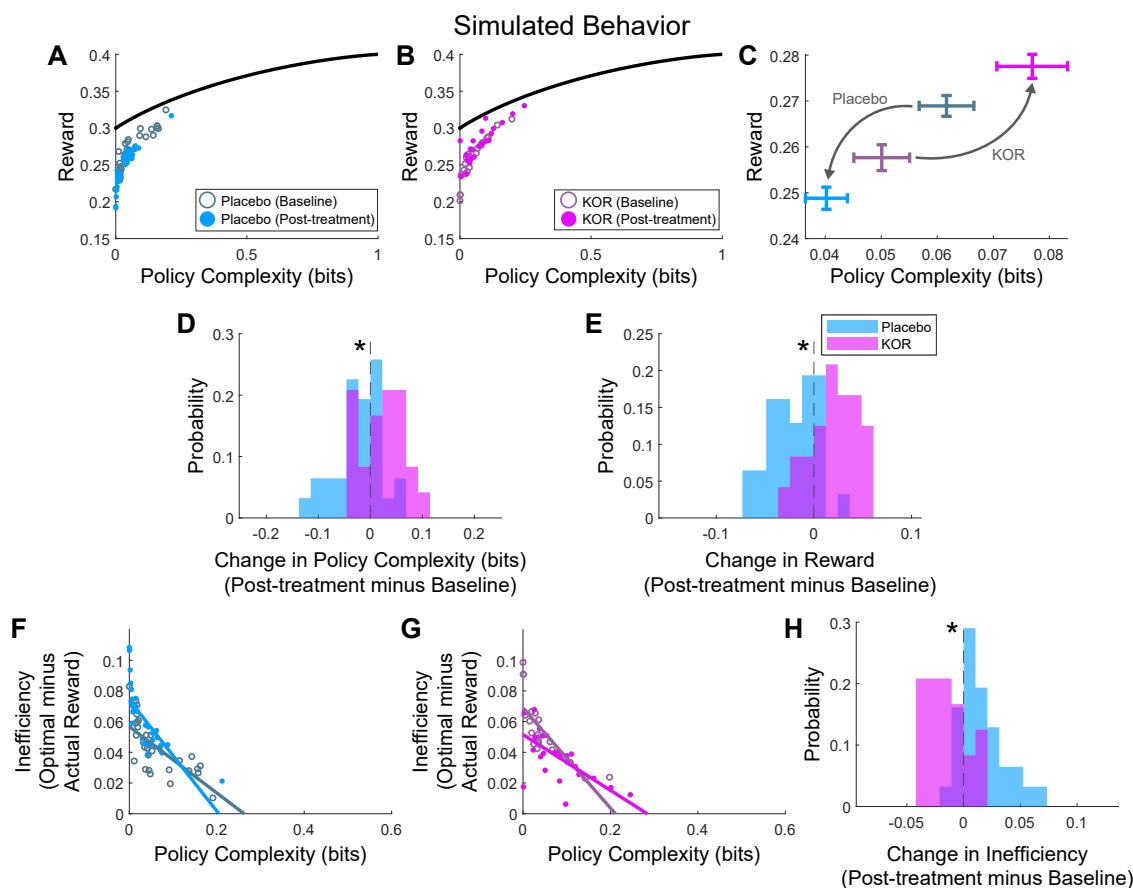 Simulated Behavior
A
0.4
0.35
0.3
0.25
0.2
0.15
Reward
0
0.5
1
Policy Complexity (bits)
Placebo (Baseline)
Placebo (Post-treatment)
B
0.4
0.35
0.3
0.25
0.2
0.15
Reward
0
0.5
1
Policy Complexity (bits)
KOR (Baseline)
KOR (Post-treatment)
C
0.28
0.27
0.26
0.25
0.24
Reward
Placebo
KOR
0.04
0.05
0.06
0.07
0.08
Policy Complexity (bits)
D
0.3
0.2
0.1
0
Probability
*
-0.2
-0.1
0
0.1
0.2
Change in Policy Complexity (bits)
(Post-treatment minus Baseline)
E
0.25
0.2
0.15
0.1
0.05
0
Probability
*
Placebo
KOR
-0.1
0
0.1
Change in Reward
(Post-treatment minus Baseline)
F
0.1
0.08
0.06
0.04
0.02
0
Inefficiency
(Optimal minus
Actual Reward)
0
0.2
0.4
0.6
Policy Complexity (bits)
G
0.1
0.08
0.06
0.04
0.02
0
Inefficiency
(Optimal minus
Actual Reward)
0
0.2
0.4
0.6
Policy Complexity (bits)
H
0.3
0.2
0.1
0
Probability
*
-0.05
0
0.05
0.1
Change in Inefficiency
(Post-treatment minus Baseline)